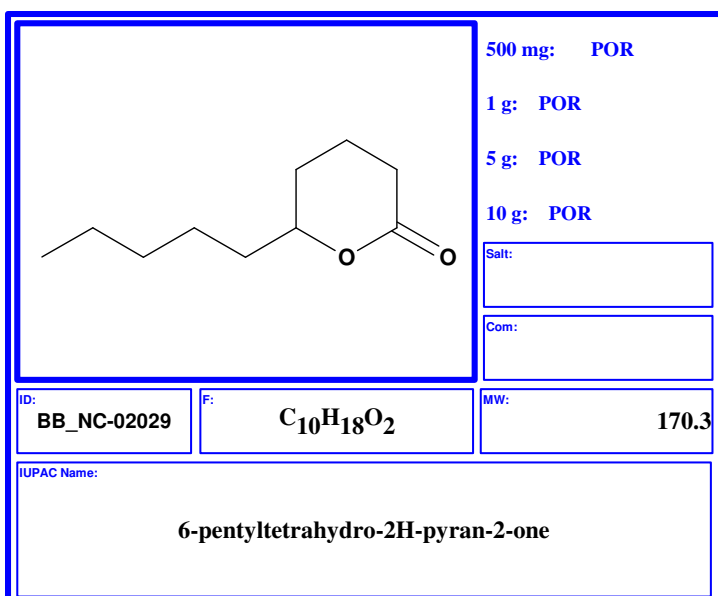 500 mg: POR
1 g: POR
5 g: POR
10 g: POR
O
O
Salt:
Com:
ID:
BB_NC-02029
F:
C10H18O2
MW:
170.3
IUPAC Name:
6-pentyltetrahydro-2H-pyran-2-one